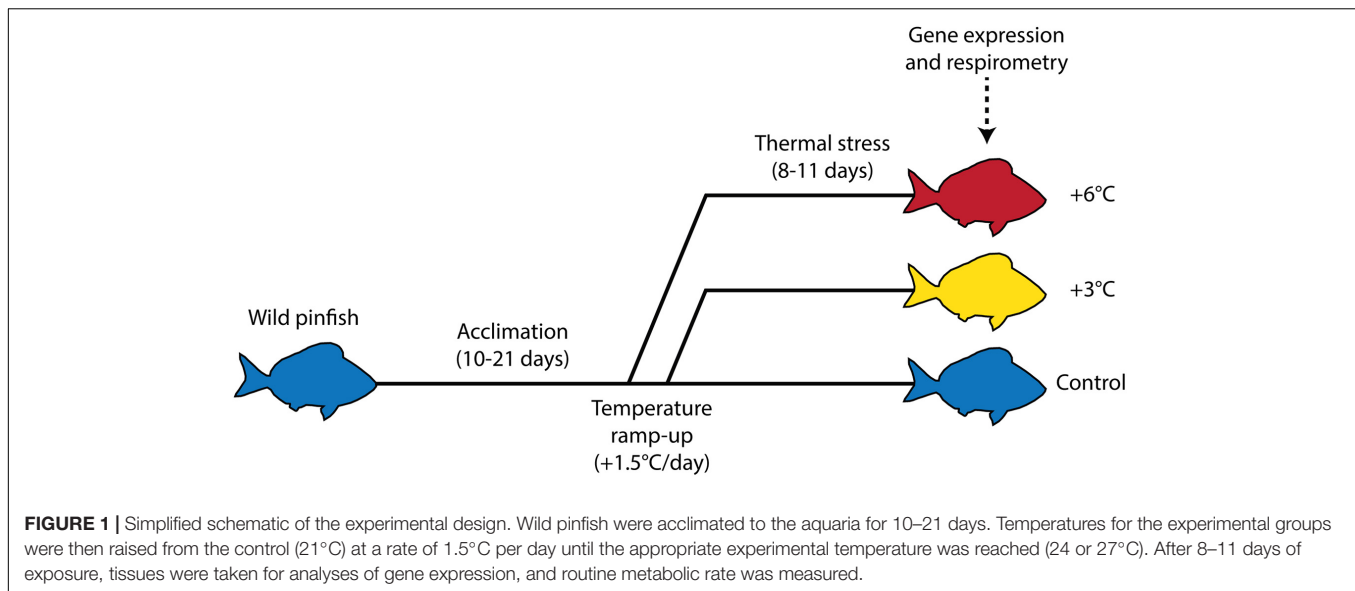 Gene expression
and respirometry
Thermal stress
(8-11 days)
+6°C
+3°C
Wild pinfish
Acclimation
(10-21 days)
Control
Temperature
ramp-up
(+1.5°C/day)
FIGURE 1 | Simplified schematic of the experimental design. Wild pinfish were acclimated to the aquaria for 10–21 days. Temperatures for the experimental groups
were then raised from the control (21°C) at a rate of 1.5°C per day until the appropriate experimental temperature was reached (24 or 27°C). After 8–11 days of
exposure, tissues were taken for analyses of gene expression, and routine metabolic rate was measured.